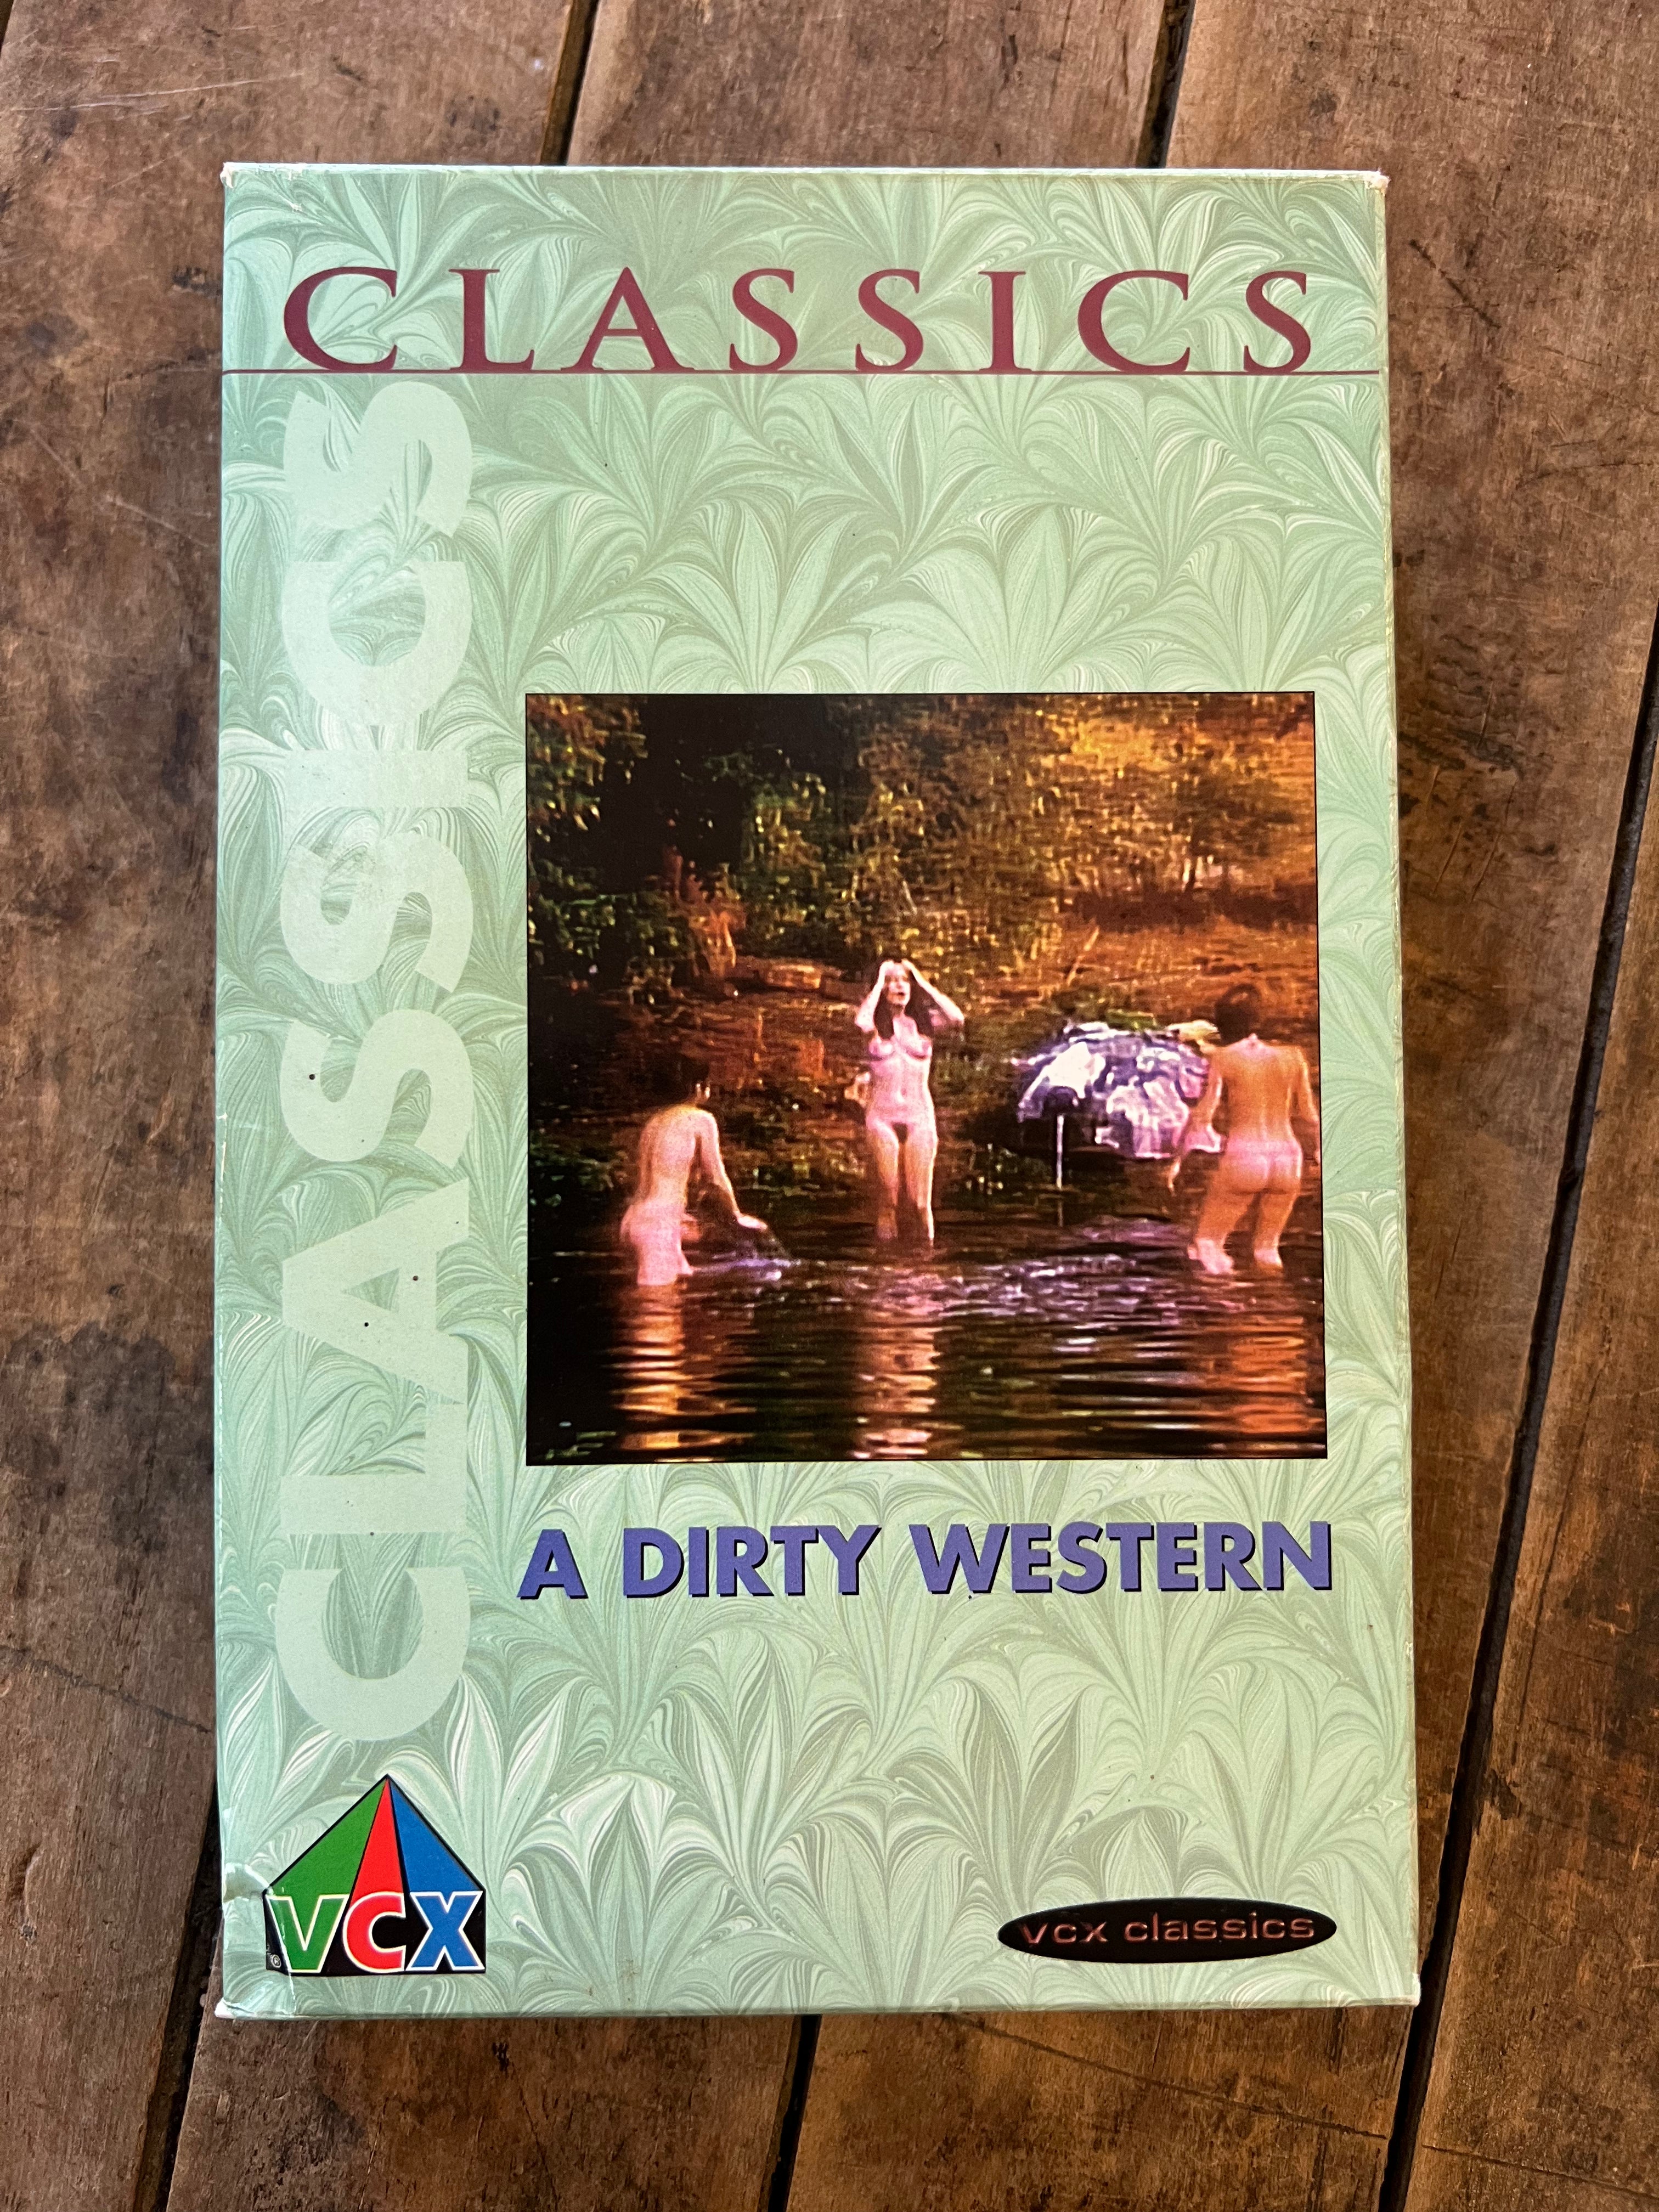 CLASSICS
CLASSICS
A DIRTY WESTERN
VCX
®
vcx classics